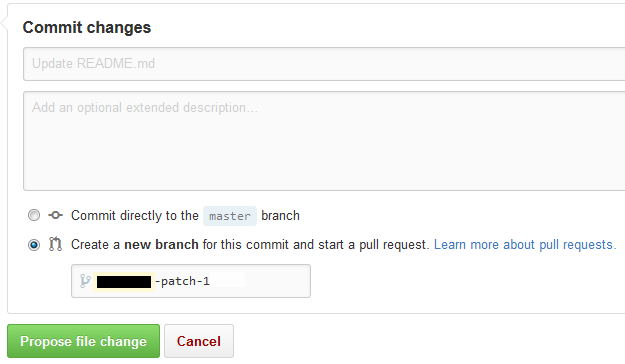 Commit changes
Update README.md
Add an optional extended description...
Commit directly to the master branch
Create a new branch for this commit and start a pull request. Learn more about pull requests.
-patch-1
Propose file change Cancel